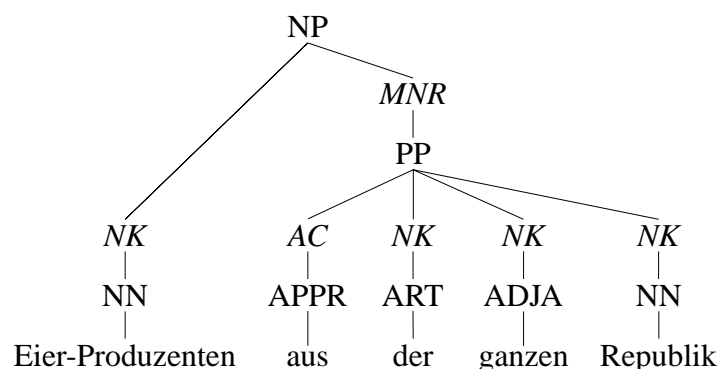 NP
MNR
PP
NK AC NK NK NK
NN APPR ART ADJA NN
Eier-Produzenten aus der ganzen Republik